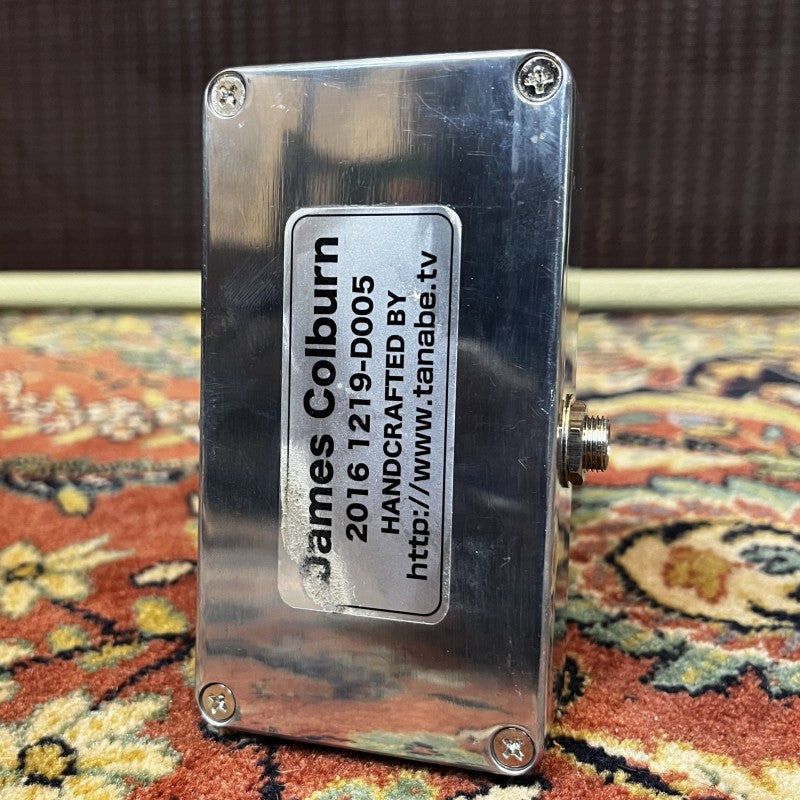 James Colburn
2016 1219-D005
HANDCRAFTED BY
http://www.tanabe.tv